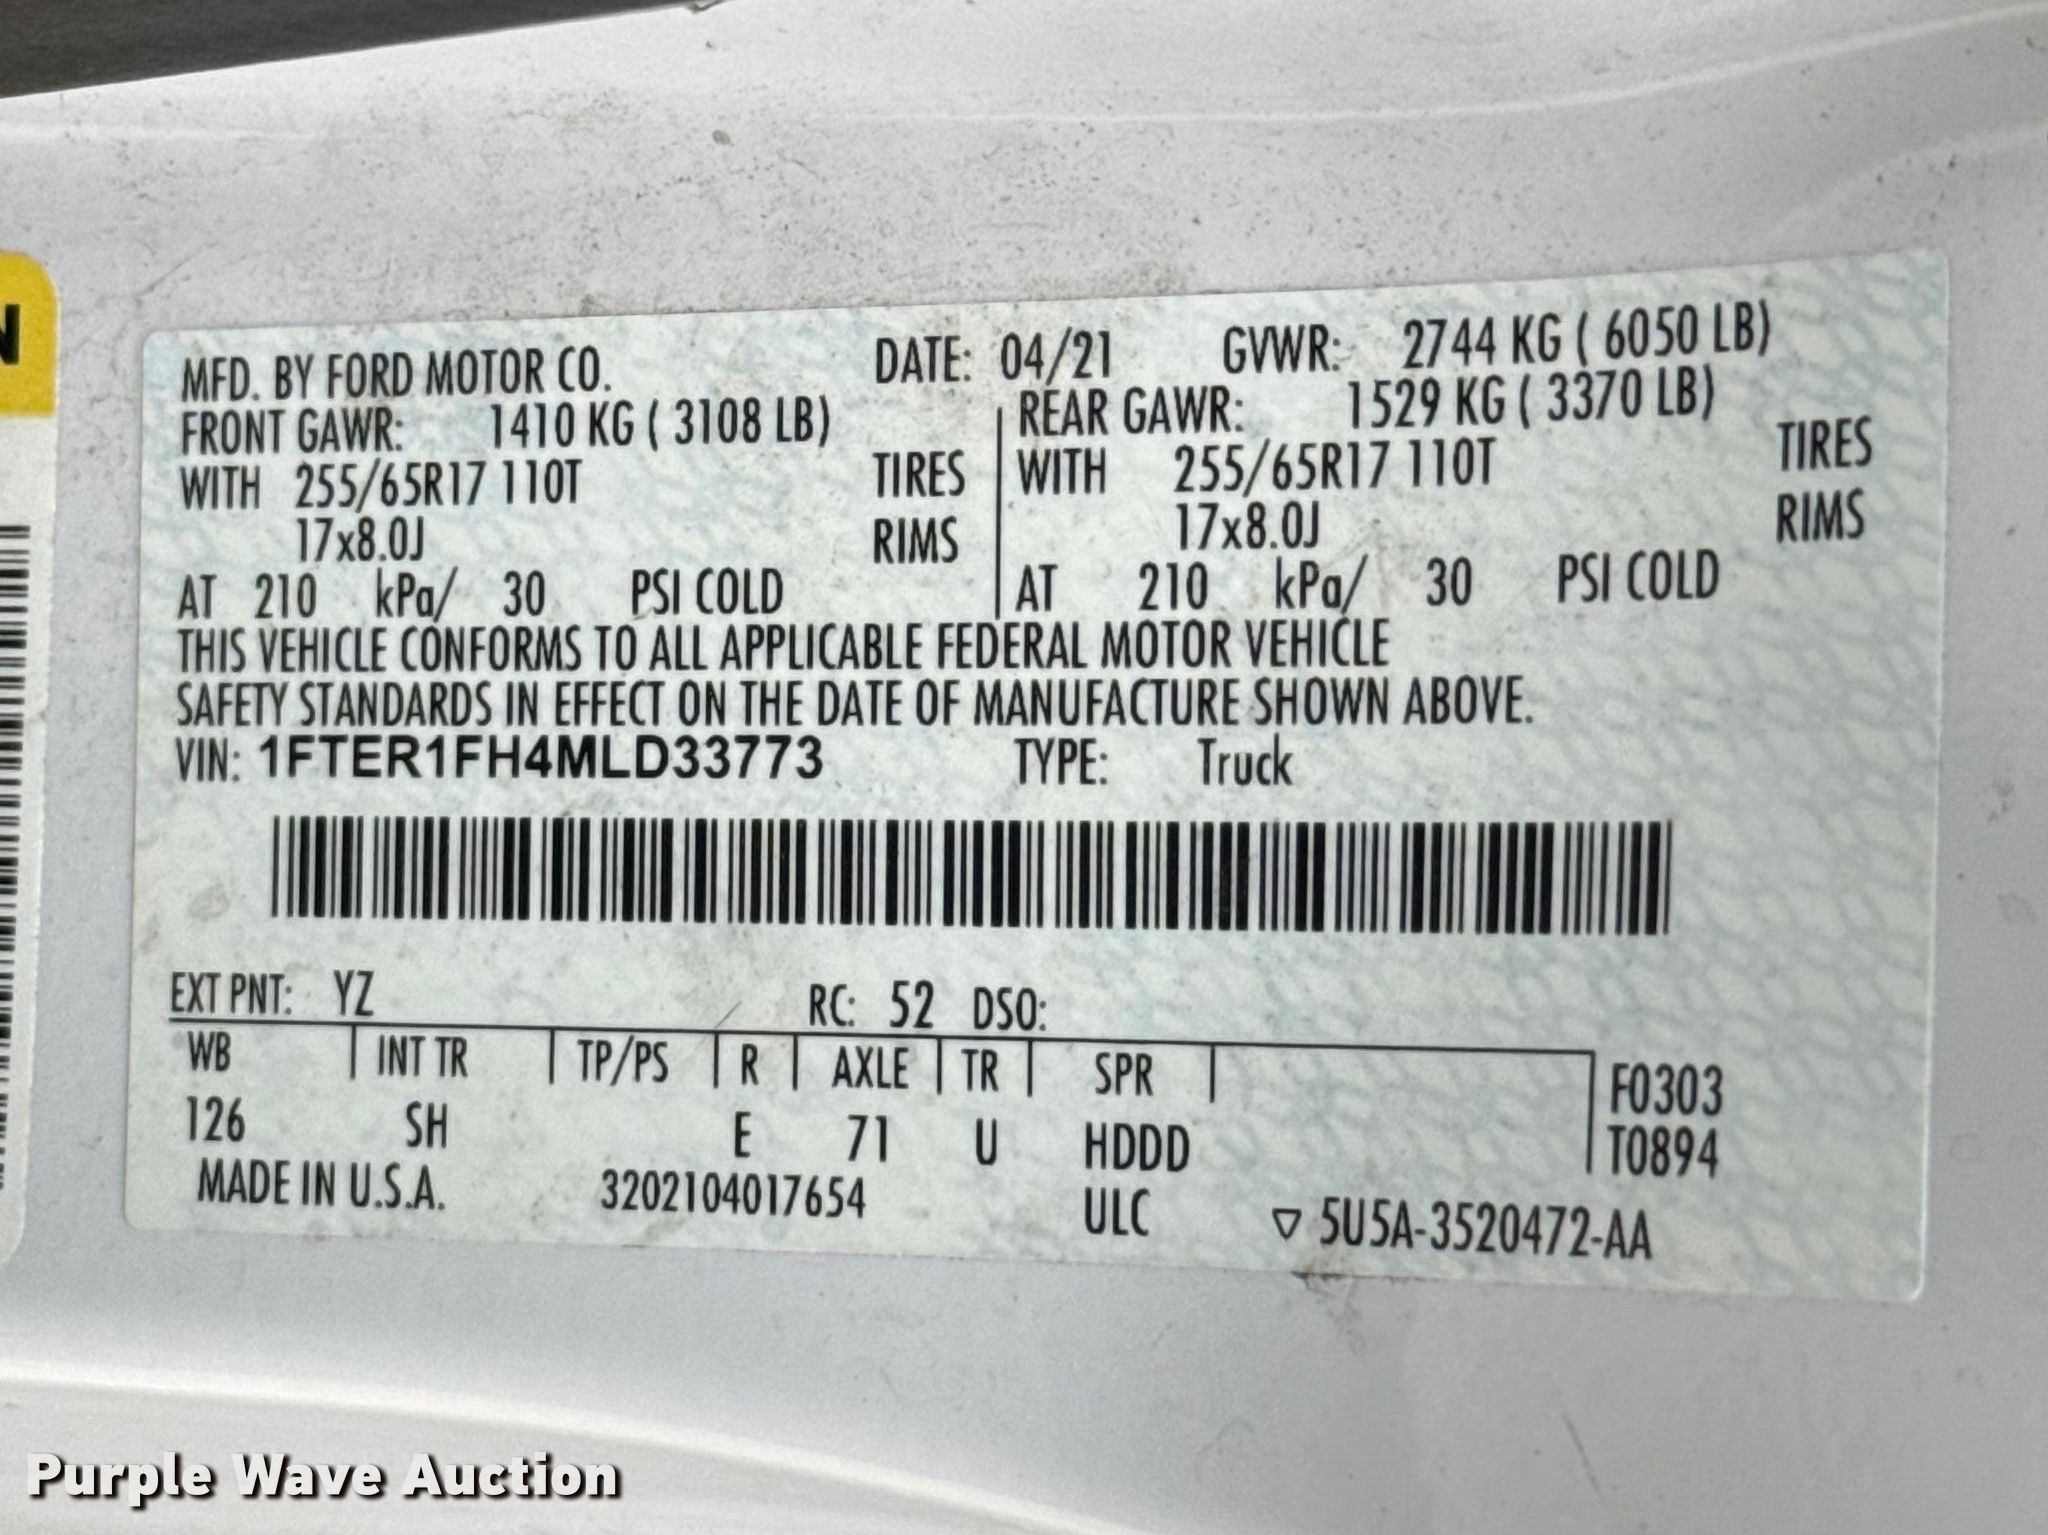 N
MFD. BY FORD MOTOR CO. DATE: 04/21 GVWR: 2744 KG ( 6050 LB)
FRONT GAWR: 1410 KG ( 3108 LB) REAR GAWR: 1529 KG ( 3370 LB)
WITH 255/65R17 110T TIRES WITH 255/65R17 110T TIRES
17x8.0J RIMS 17x8.0J RIMS
AT 210 kPa/ 30 PSI COLD AT 210 kPa/ 30 PSI COLD
THIS VEHICLE CONFORMS TO ALL APPLICABLE FEDERAL MOTOR VEHICLE
SAFETY STANDARDS IN EFFECT ON THE DATE OF MANUFACTURE SHOWN ABOVE.
VIN: 1FTER1FH4MLD33773 TYPE: Truck
EXT PNT: YZ RC: 52 DSO:
WB INT TR TP/PS R AXLE TR SPR F0303
126 SH E 71 U HDDD T0894
MADE IN U.S.A. 3202104017654 ULC ▽ 5U5A-3520472-AA
Purple Wave Auction